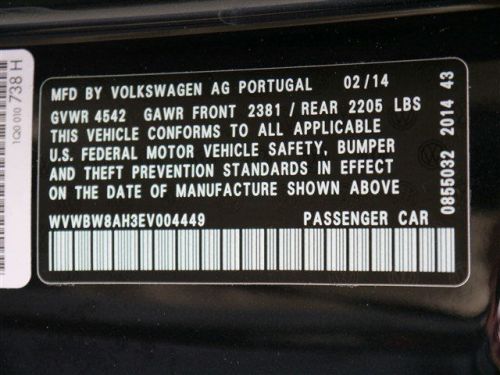 MFD BY VOLKSWAGEN AG PORTUGAL 02/14
GVWR 4542 GAWR FRONT 2381 / REAR 2205 LBS
THIS VEHICLE CONFORMS TO ALL APPLICABLE
U.S. FEDERAL MOTOR VEHICLE SAFETY, BUMPER
AND THEFT PREVENTION STANDARDS IN EFFECT
ON THE DATE OF MANUFACTURE SHOWN ABOVE
WVWBW8AH3EV004449 PASSENGER CAR
0855032 2014 43
1Q0 010 738 H